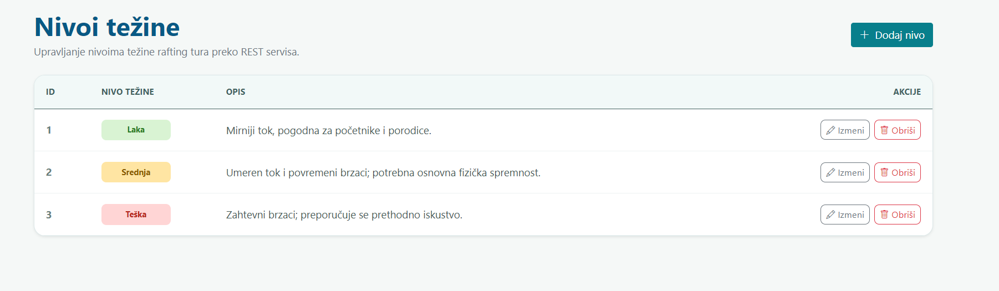 Nivoi težine
Upravljanje nivoima težine rafting tura preko REST servisa.
+ Dodaj nivo
ID NIVO TEŽINE OPIS AKCIJE
1 Laka Mirniji tok, pogodna za početnike i porodice. Izmeni Obriši
2 Srednja Umeren tok i povremeni brzaci; potrebna osnovna fizička spremnost. Izmeni Obriši
3 Teška Zahtevni brzaci; preporučuje se prethodno iskustvo. Izmeni Obriši